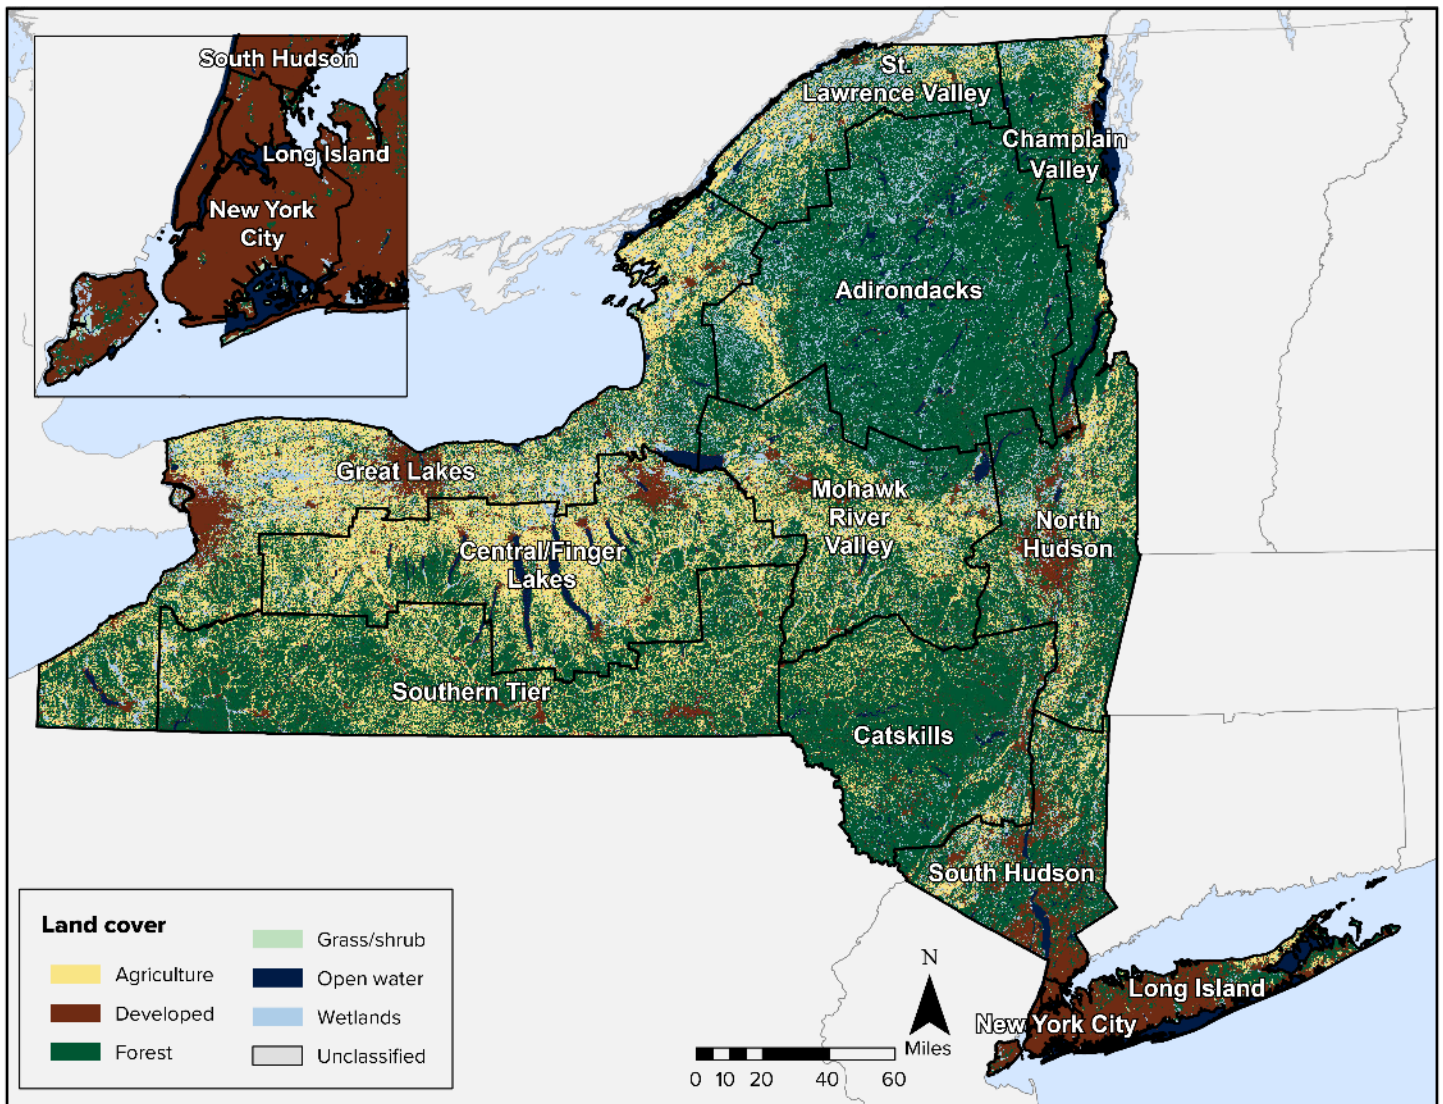 South Hudson
Long Island
New York
City
St.
Lawrence Valley
Champlain
Valley
Adirondacks
Great Lakes
Mohawk
River
Valley
North
Hudson
Central/Finger
Lakes
Southern Tier
Catskills
South Hudson
Long Island
New York City
Land cover
Agriculture
Developed
Forest
Grass/shrub
Open water
Wetlands
Unclassified
N
Miles
0 10 20 40 60